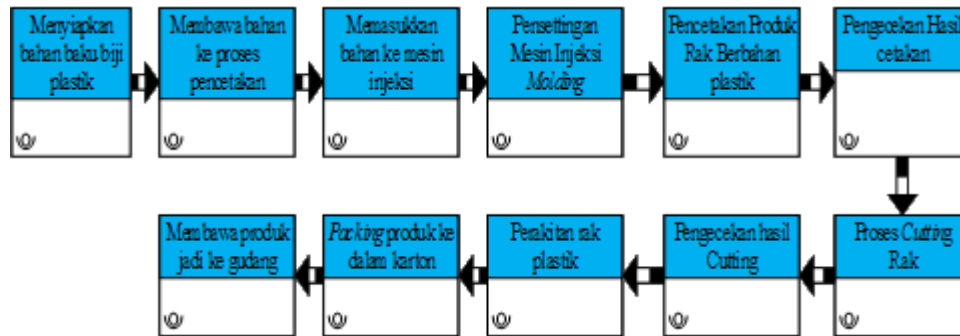 Menyiapkan
bahan baku biji
plastik
Membawa bahan
ke proses
pencetakan
Memasukkan
bahan ke mesin
injeksi
Pensettingan
Mesin Injeksi
Molding
Pencetakan Produk
Rak Berbahan
plastik
Pengecekan Hasil
cetakan
Proses Cutting
Rak
Pengecekan hasil
Cutting
Perakitan rak
plastik
Packing produk ke
dalam karton
Membawa produk
jadi ke gudang